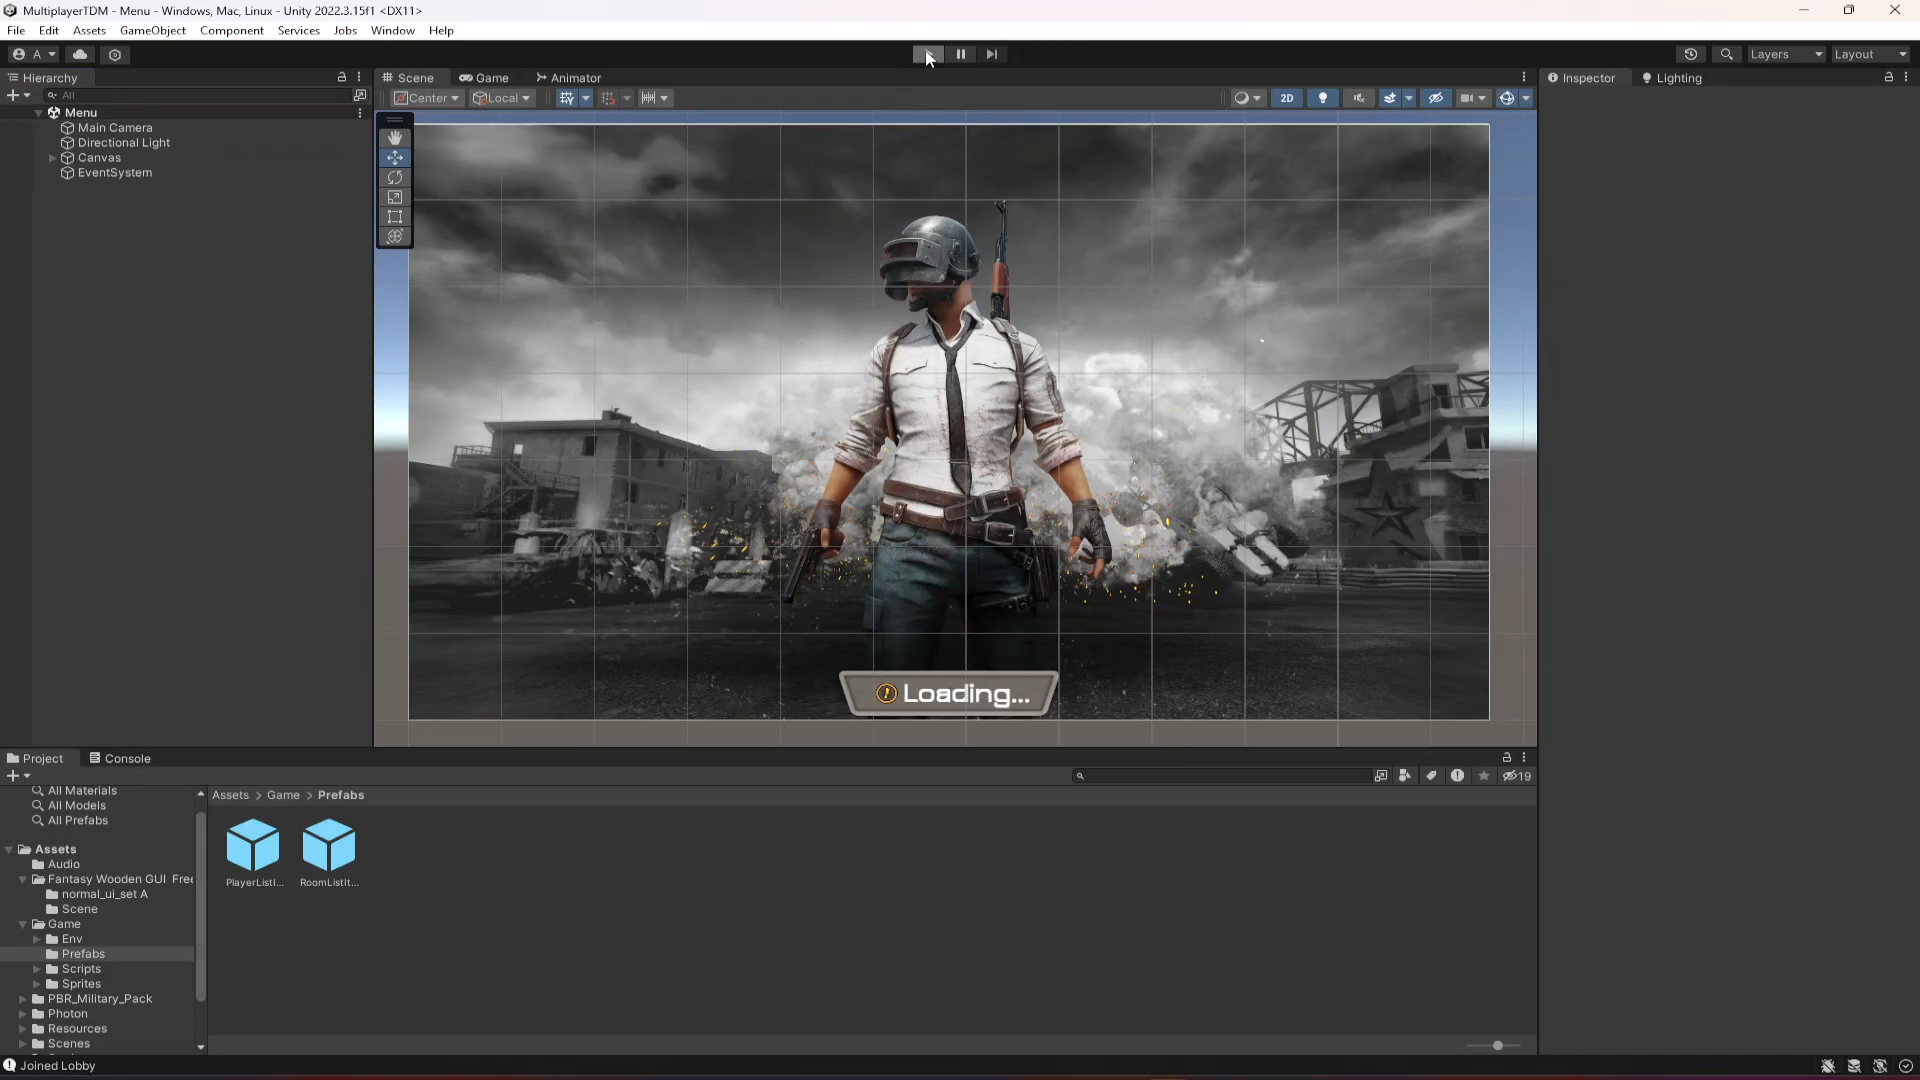 MultiplayerTDM - Menu - Windows, Mac, Linux - Unity 2022.3.15f1 <DX11>
File Edit Assets GameObject Component Services Jobs Window Help
A Layers Layout
Hierarchy
All
Menu
Main Camera
Directional Light
Canvas
EventSystem
Scene Game Animator
Center Local 2D
Loading...
Inspector Lighting
Project Console
19
All Materials
All Models
All Prefabs
Assets
Audio
Fantasy Wooden GUI Free
normal_ui_set A
Scene
Game
Env
Prefabs
Scripts
Sprites
PBR_Military_Pack
Photon
Resources
Scenes
Assets > Game > Prefabs
PlayerListI... RoomListIt...
Joined Lobby